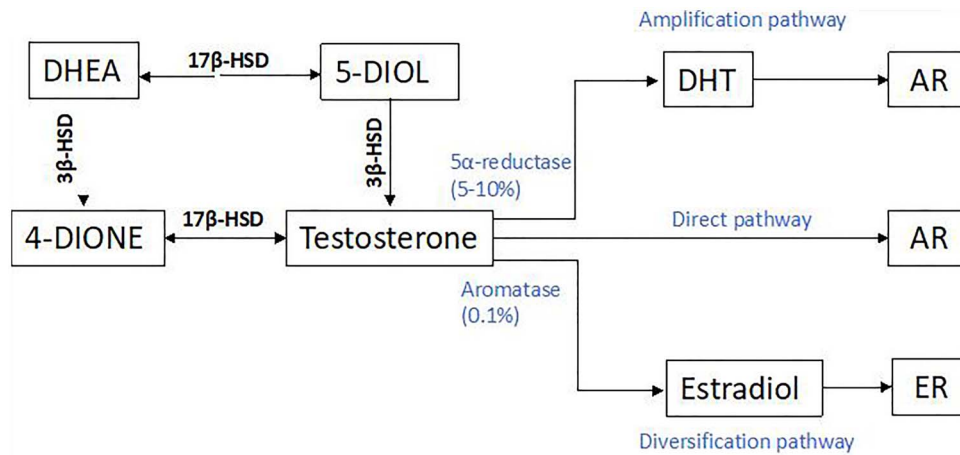 Amplification pathway
DHEA
17β-HSD
5-DIOL
DHT
AR
3β-HSD
3β-HSD
5α-reductase
(5-10%)
4-DIONE
17β-HSD
Testosterone
Direct pathway
AR
Aromatase
(0.1%)
Estradiol
ER
Diversification pathway